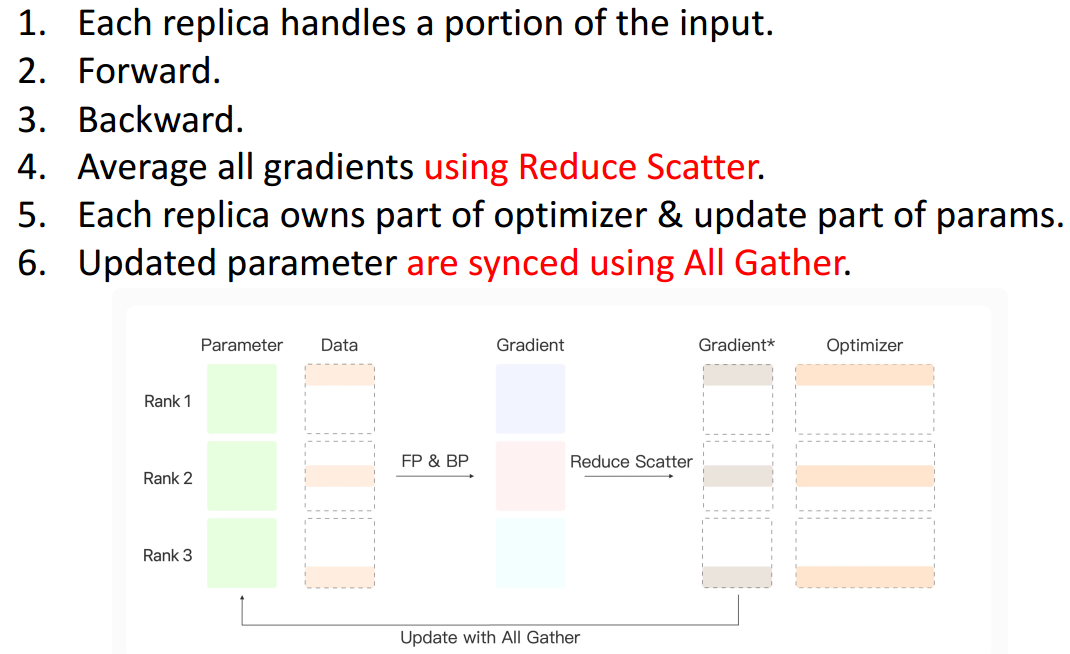 1. Each replica handles a portion of the input.
2. Forward.
3. Backward.
4. Average all gradients using Reduce Scatter.
5. Each replica owns part of optimizer & update part of params.
6. Updated parameter are synced using All Gather.
Parameter Data Gradient Gradient* Optimizer
Rank 1
FP & BP Reduce Scatter
Rank 2
Rank 3
Update with All Gather